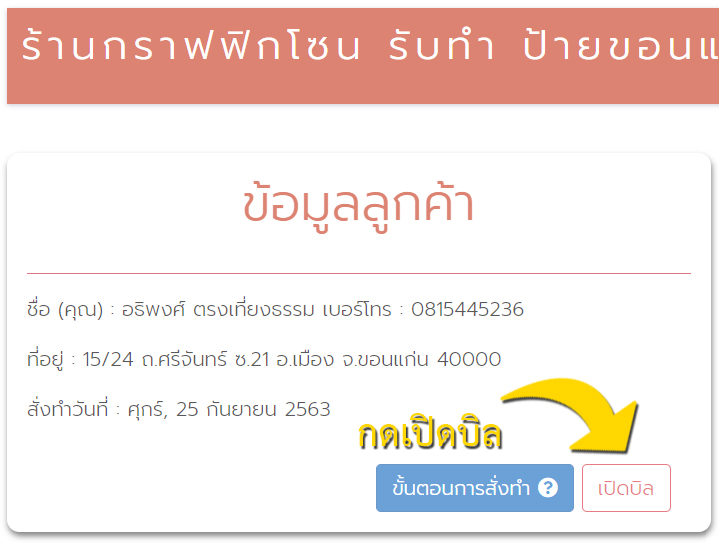 ร้านกราฟฟิกโซน รับทำ ป้ายขอนแ
ข้อมูลลูกค้า
ชื่อ (คุณ) : อธิพงศ์ ตรงเที่ยงธรรม เบอร์โทร : 0815445236
ที่อยู่ : 15/24 ถ.ศรีจันทร์ ซ.21 อ.เมือง จ.ขอนแก่น 40000
สั่งทำวันที่ : ศุกร์, 25 กันยายน 2563
กดเปิดบิล
ขั้นตอนการสั่งทำ ?
เปิดบิล